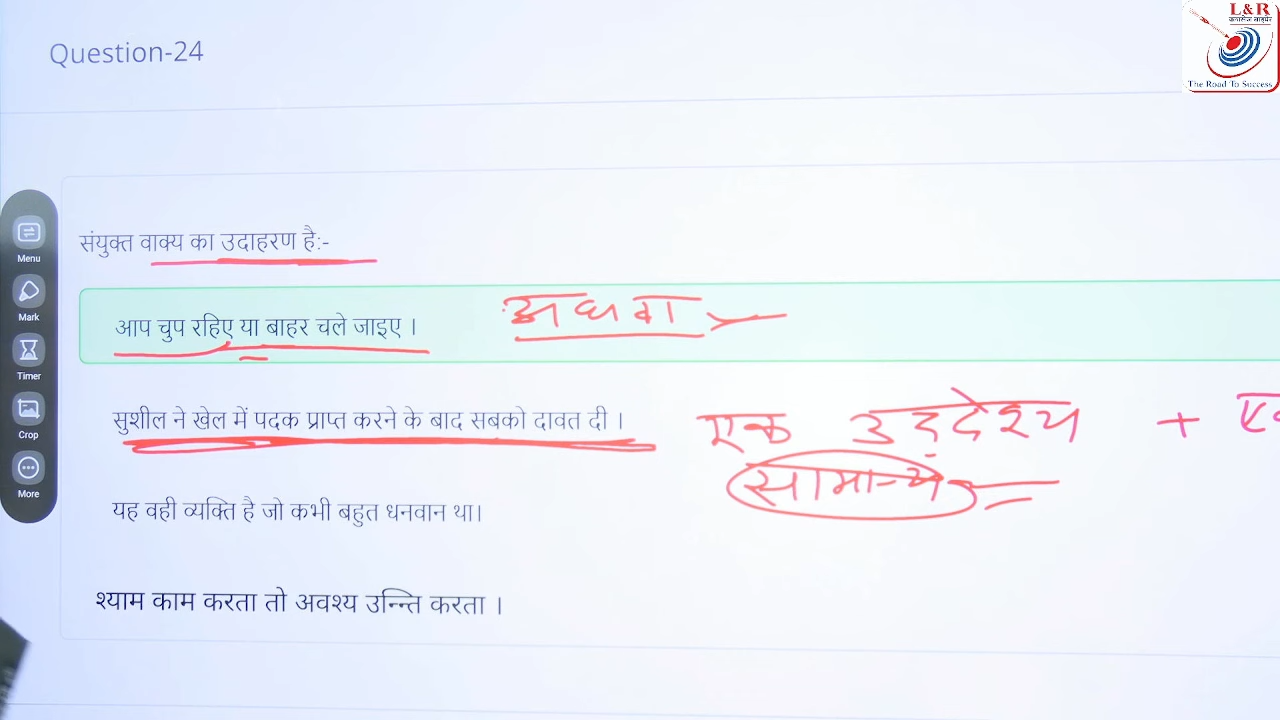 Question-24
L&R
The Road To Success
संयुक्त वाक्य का उदाहरण है:-
आप चुप रहिए या बाहर चले जाइए ।
अथवा
सुशील ने खेल में पदक प्राप्त करने के बाद सबको दावत दी ।
एक उद्देश्य +
सामान्य
यह वही व्यक्ति है जो कभी बहुत धनवान था।
श्याम काम करता तो अवश्य उन्न्ति करता ।
Menu
Mark
Timer
Crop
More